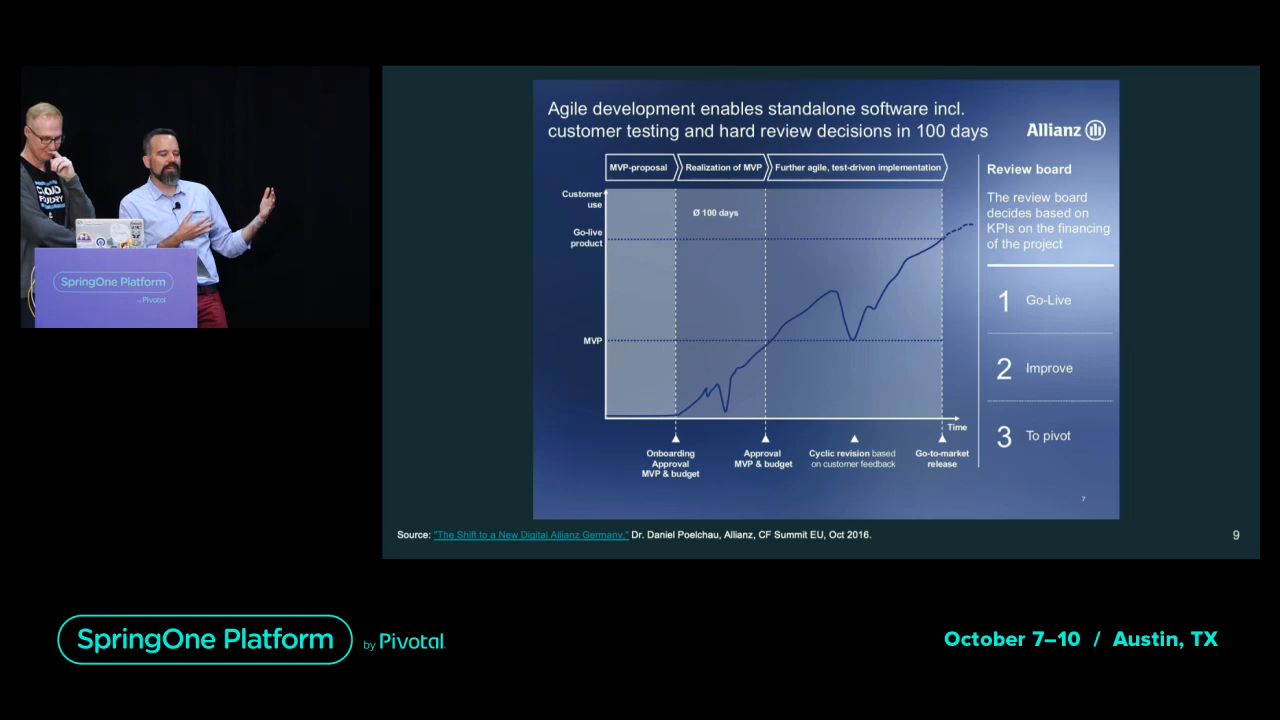 CLOUD
SpringOne Platform
by Pivotal
Agile development enables standalone software incl.
customer testing and hard review decisions in 100 days
Allianz
MVP-proposal
Realization of MVP
Further agile, test-driven implementation
Customer
use
Ø 100 days
Go-live
product
MVP
Time
Onboarding
Approval
MVP & budget
Approval
MVP & budget
Cyclic revision based
on customer feedback
Go-to-market
release
Review board
The review board
decides based on
KPIs on the financing
of the project
1 Go-Live
2 Improve
3 To pivot
7
Source: "The Shift to a New Digital Allianz Germany," Dr. Daniel Poelchau, Allianz, CF Summit EU, Oct 2016.
9
SpringOne Platform by Pivotal
October 7–10 / Austin, TX